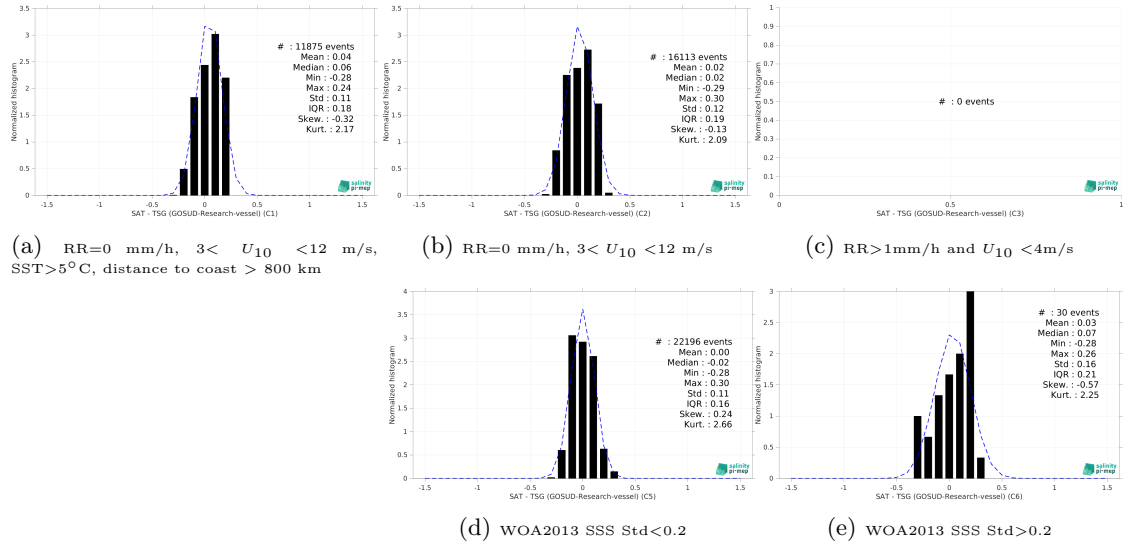 3.5
3
2.5
2
1.5
1
0.5
0
Normalized histogram
# : 11875 events
Mean : 0.04
Median : 0.06
Min : -0.28
Max : 0.24
Std : 0.11
IQR : 0.18
Skew. : -0.32
Kurt. : 2.17
salinity
pi-mep
-1.5 -1 -0.5 0 0.5 1 1.5
SAT - TSG (GOSUD-Research-vessel) (C1)
(a) RR=0 mm/h, 3< U10 <12 m/s,
SST>5°C, distance to coast > 800 km
3.5
3
2.5
2
1.5
1
0.5
0
Normalized histogram
# : 16113 events
Mean : 0.02
Median : 0.02
Min : -0.29
Max : 0.30
Std : 0.12
IQR : 0.19
Skew. : -0.13
Kurt. : 2.09
salinity
pi-mep
-1.5 -1 -0.5 0 0.5 1 1.5
SAT - TSG (GOSUD-Research-vessel) (C2)
(b) RR=0 mm/h, 3< U10 <12 m/s
1
0.9
0.8
0.7
0.6
0.5
0.4
0.3
0.2
0.1
0
Normalized histogram
# : 0 events
salinity
pi-mep
0 0.5 1
SAT - TSG (GOSUD-Research-vessel) (C3)
(c) RR>1mm/h and U10 <4m/s
4
3.5
3
2.5
2
1.5
1
0.5
0
Normalized histogram
# : 22196 events
Mean : 0.00
Median : -0.02
Min : -0.28
Max : 0.30
Std : 0.11
IQR : 0.16
Skew. : 0.24
Kurt. : 2.66
salinity
pi-mep
-1.5 -1 -0.5 0 0.5 1 1.5
SAT - TSG (GOSUD-Research-vessel) (C5)
(d) WOA2013 SSS Std<0.2
3
2.5
2
1.5
1
0.5
0
Normalized histogram
# : 30 events
Mean : 0.03
Median : 0.07
Min : -0.28
Max : 0.26
Std : 0.16
IQR : 0.21
Skew. : -0.57
Kurt. : 2.25
salinity
pi-mep
-1.5 -1 -0.5 0 0.5 1 1.5
SAT - TSG (GOSUD-Research-vessel) (C6)
(e) WOA2013 SSS Std>0.2